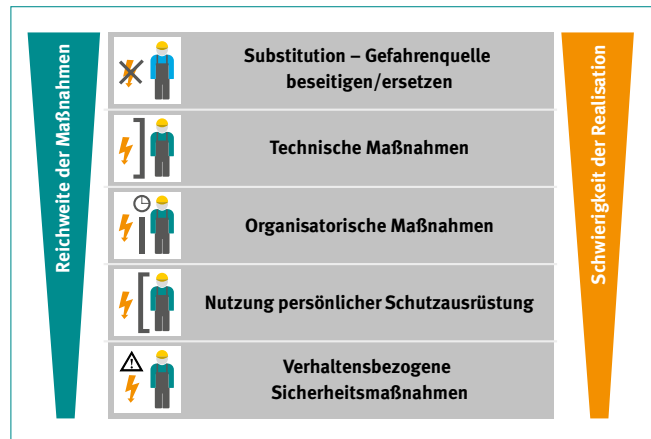 Reichweite der Maßnahmen
Substitution – Gefahrenquelle
beseitigen/ersetzen
Technische Maßnahmen
Organisatorische Maßnahmen
Nutzung persönlicher Schutzausrüstung
Verhaltensbezogene
Sicherheitsmaßnahmen
Schwierigkeit der Realisation